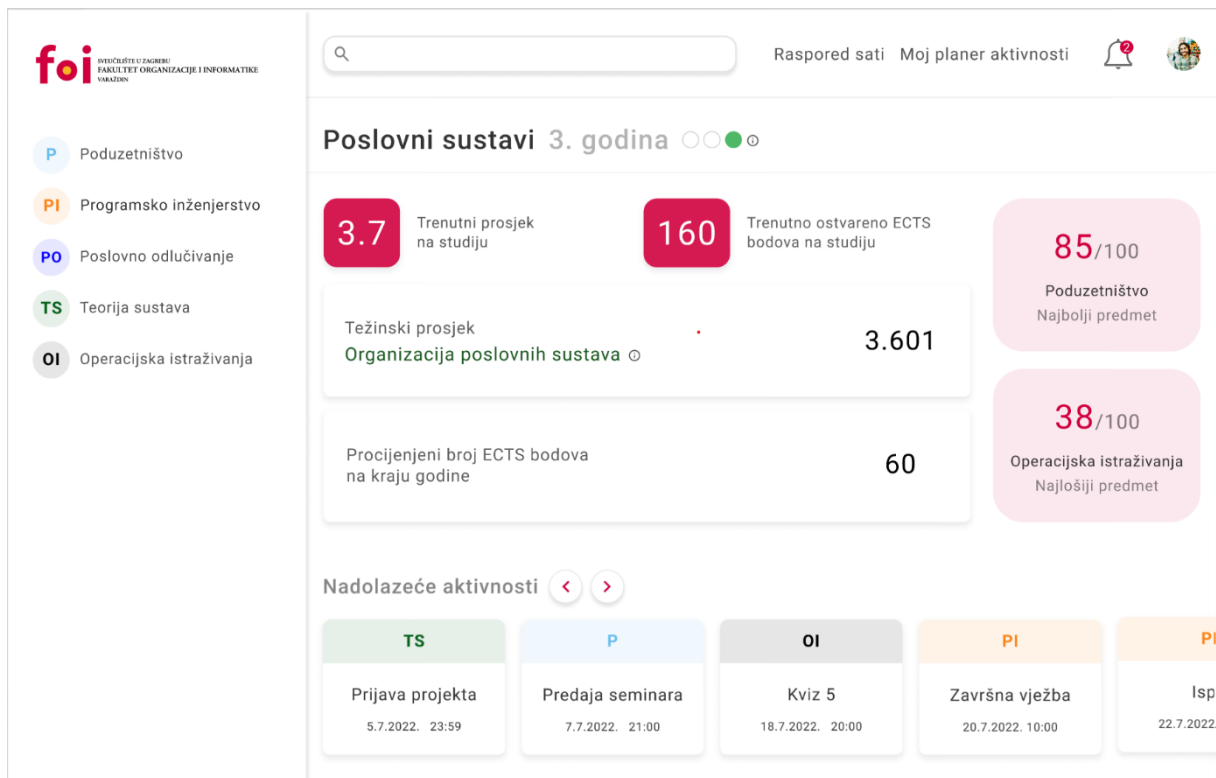 foi
SVEUČILIŠTE U ZAGREBU
FAKULTET ORGANIZACIJE I INFORMATIKE
VARAŽDIN
Raspored sati
Moj planer aktivnosti
2
P Poduzetništvo
PI Programsko inženjerstvo
PO Poslovno odlučivanje
TS Teorija sustava
OI Operacijska istraživanja
Poslovni sustavi 3. godina
3.7
Trenutni prosjek
na studiju
160
Trenutno ostvareno ECTS
bodova na studiju
85/100
Poduzetništvo
Najbolji predmet
Težinski prosjek
Organizacija poslovnih sustava
3.601
38/100
Operacijska istraživanja
Najlošiji predmet
Procijenjeni broj ECTS bodova
na kraju godine
60
Nadolazeće aktivnosti
TS
Prijava projekta
5.7.2022. 23:59
P
Predaja seminara
7.7.2022. 21:00
OI
Kviz 5
18.7.2022. 20:00
PI
Završna vježba
20.7.2022. 10:00
PI
Isp
22.7.2022.